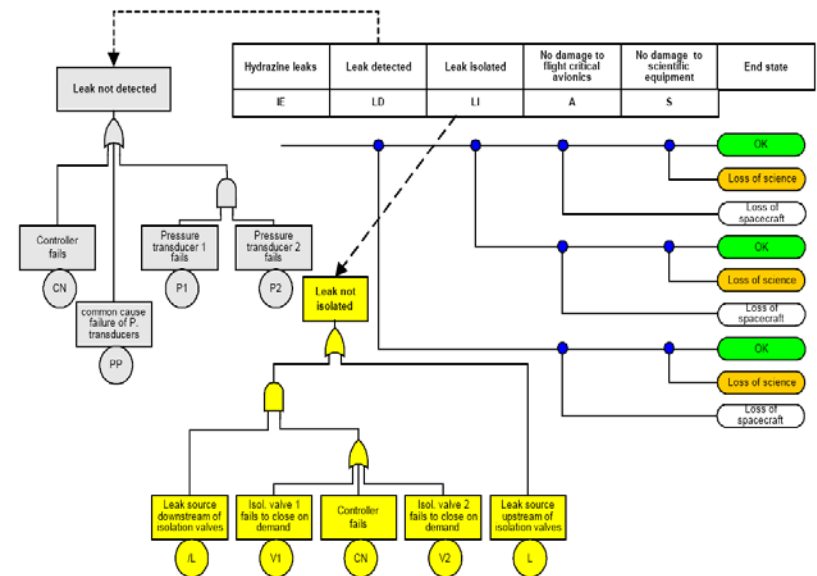 Hydrazine leaks
Leak detected
Leak isolated
No damage to
flight critical
avionics
No damage to
scientific
equipment
End state
IE
LD
LI
A
S
Leak not detected
OK
Loss of science
Loss of
spacecraft
OK
Loss of science
Loss of
spacecraft
OK
Loss of science
Loss of
spacecraft
Controller
fails
CN
Pressure
transducer 1
fails
P1
Pressure
transducer 2
fails
P2
common cause
failure of P.
transducers
PP
Leak not
isolated
Leak source
downstream of
isolation valves
/L
Isol. valve 1
fails to close on
demand
V1
Controller
fails
CN
Isol. valve 2
fails to close on
demand
V2
Leak source
upstream of
isolation valves
L